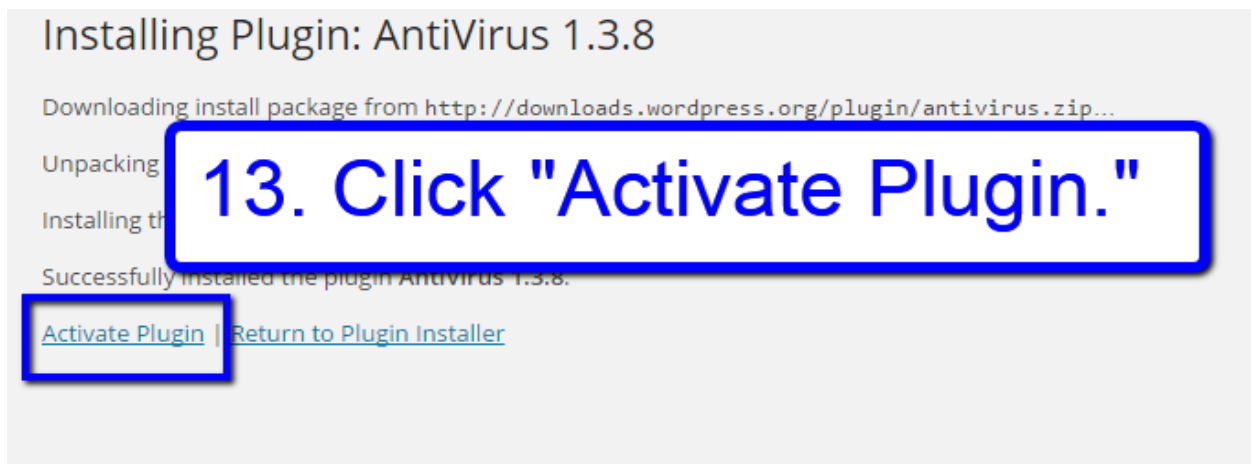 Installing Plugin: AntiVirus 1.3.8
Downloading install package from http://downloads.wordpress.org/plugin/antivirus.zip...
Unpacking
13. Click "Activate Plugin."
Installing th
Successfully installed the plugin AntiVirus 1.3.8.
Activate Plugin | Return to Plugin Installer